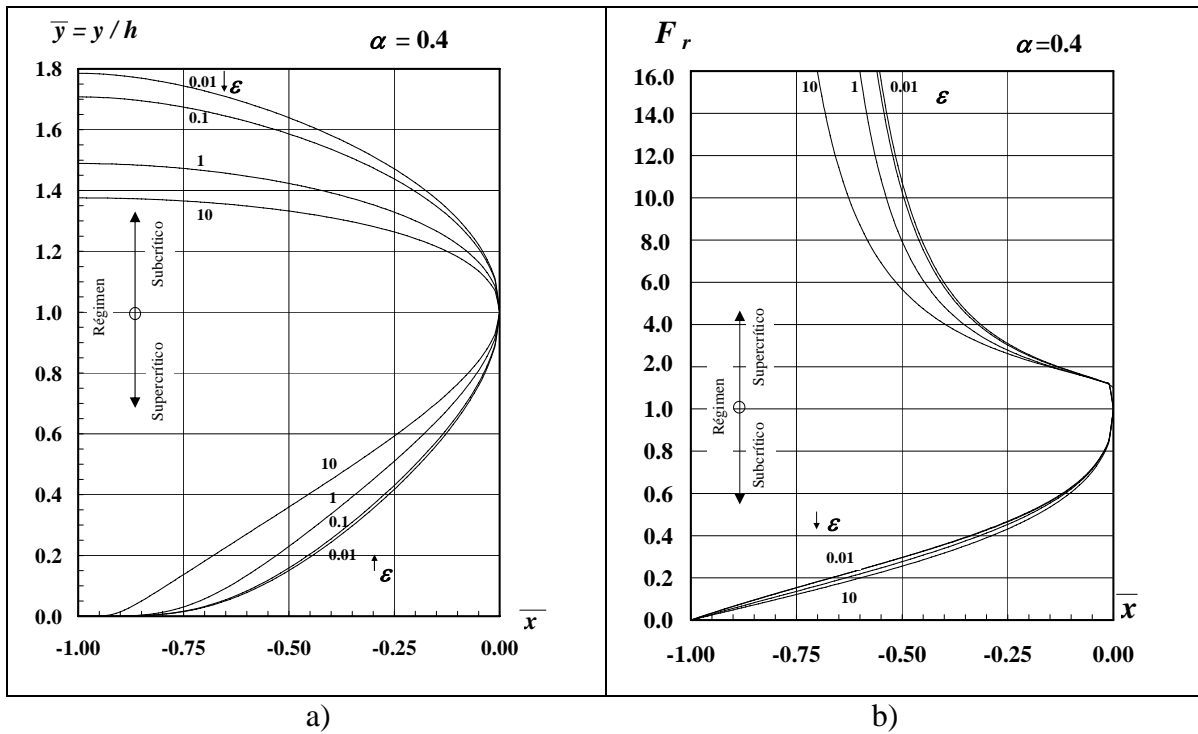 y = y / h
α = 0.4
1.8
1.6
1.4
1.2
1.0
0.8
0.6
0.4
0.2
0.0
0.01
ε
0.1
1
10
Régimen
Subcrítico
Supercrítico
10
1
0.1
0.01
ε
x
-1.00
-0.75
-0.50
-0.25
0.00
a)
F r
α=0.4
16.0
14.0
12.0
10.0
8.0
6.0
4.0
2.0
1.0
0.8
0.6
0.4
0.2
0.0
10
1
0.01
ε
Régimen
Supercrítico
Subcrítico
ε
0.01
10
x
-1.00
-0.75
-0.50
-0.25
0.00
b)